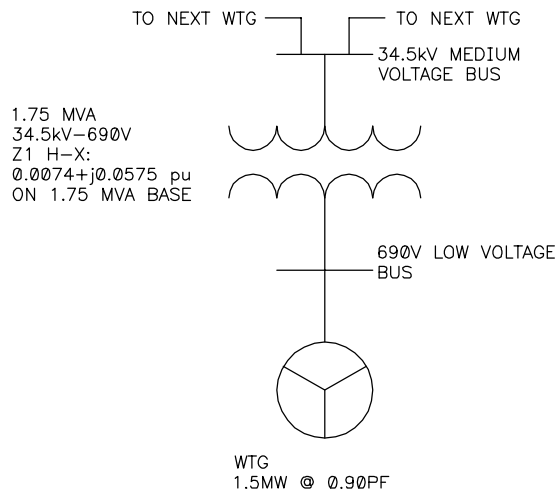 TO NEXT WTG
TO NEXT WTG
34.5kV MEDIUM
VOLTAGE BUS
1.75 MVA
34.5kV-690V
Z1 H-X:
0.0074+j0.0575 pu
ON 1.75 MVA BASE
690V LOW VOLTAGE
BUS
WTG
1.5MW @ 0.90PF